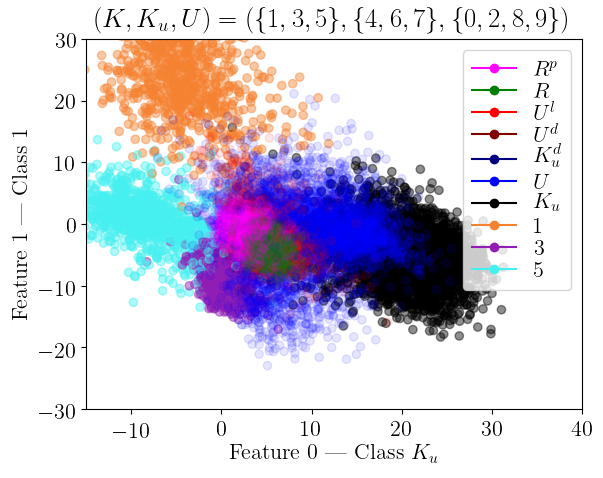 (K, K_u, U) = ({1, 3, 5}, {4, 6, 7}, {0, 2, 8, 9})
30
20
10
0
−10
−20
−30
Feature 1 — Class 1
R^p
R
U^l
U^d
K_u^d
U
K_u
1
3
5
−10
0
10
20
30
40
Feature 0 — Class K_u